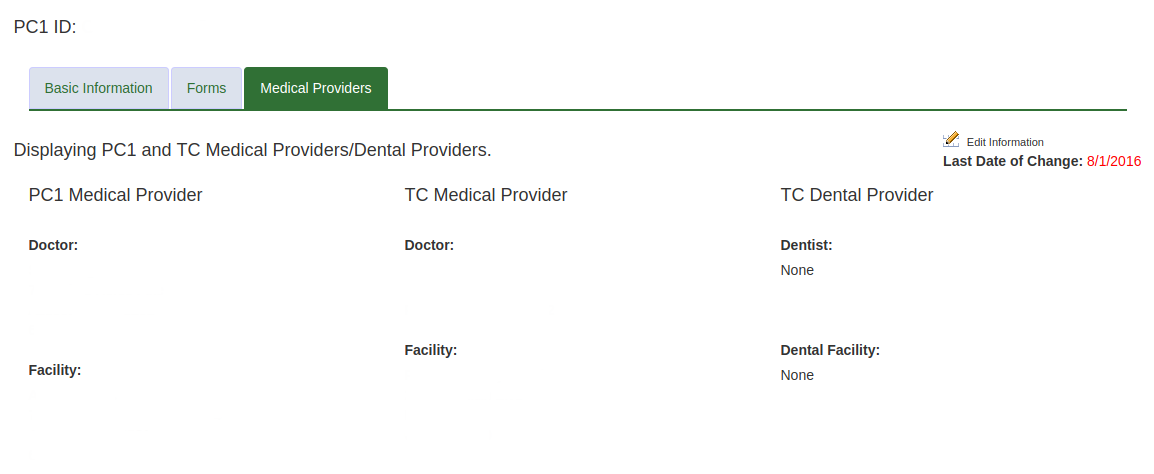 PC1 ID:
Basic Information
Forms
Medical Providers
Displaying PC1 and TC Medical Providers/Dental Providers.
Edit Information
Last Date of Change: 8/1/2016
PC1 Medical Provider
TC Medical Provider
TC Dental Provider
Doctor:
Doctor:
Dentist:
None
Facility:
Facility:
Dental Facility:
None